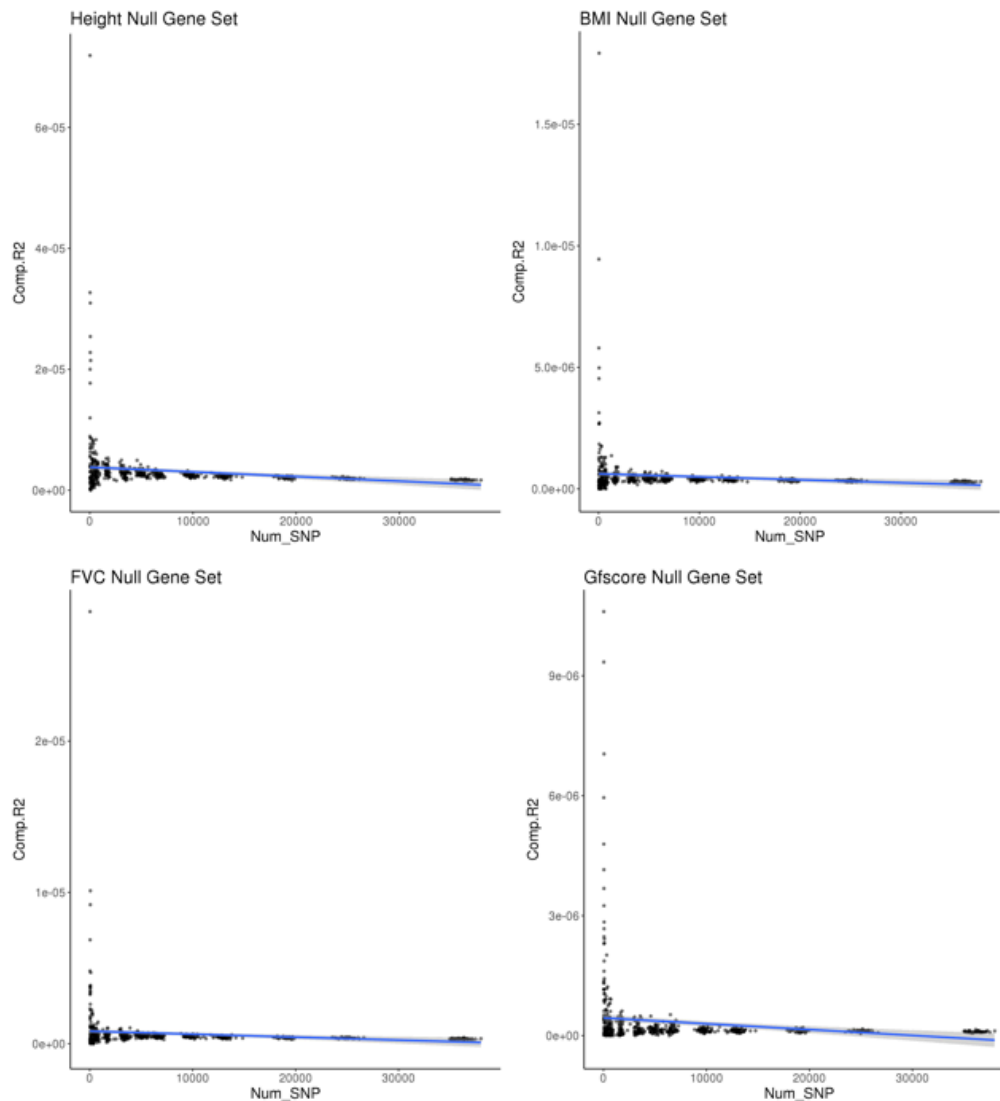 Height Null Gene Set
6e-05
4e-05
2e-05
0e+00
Comp.R2
0
10000
20000
30000
Num_SNP
BMI Null Gene Set
1.5e-05
1.0e-05
5.0e-06
0.0e+00
Comp.R2
0
10000
20000
30000
Num_SNP
FVC Null Gene Set
2e-05
1e-05
0e+00
Comp.R2
0
10000
20000
30000
Num_SNP
Gfscore Null Gene Set
9e-06
6e-06
3e-06
0e+00
Comp.R2
0
10000
20000
30000
Num_SNP